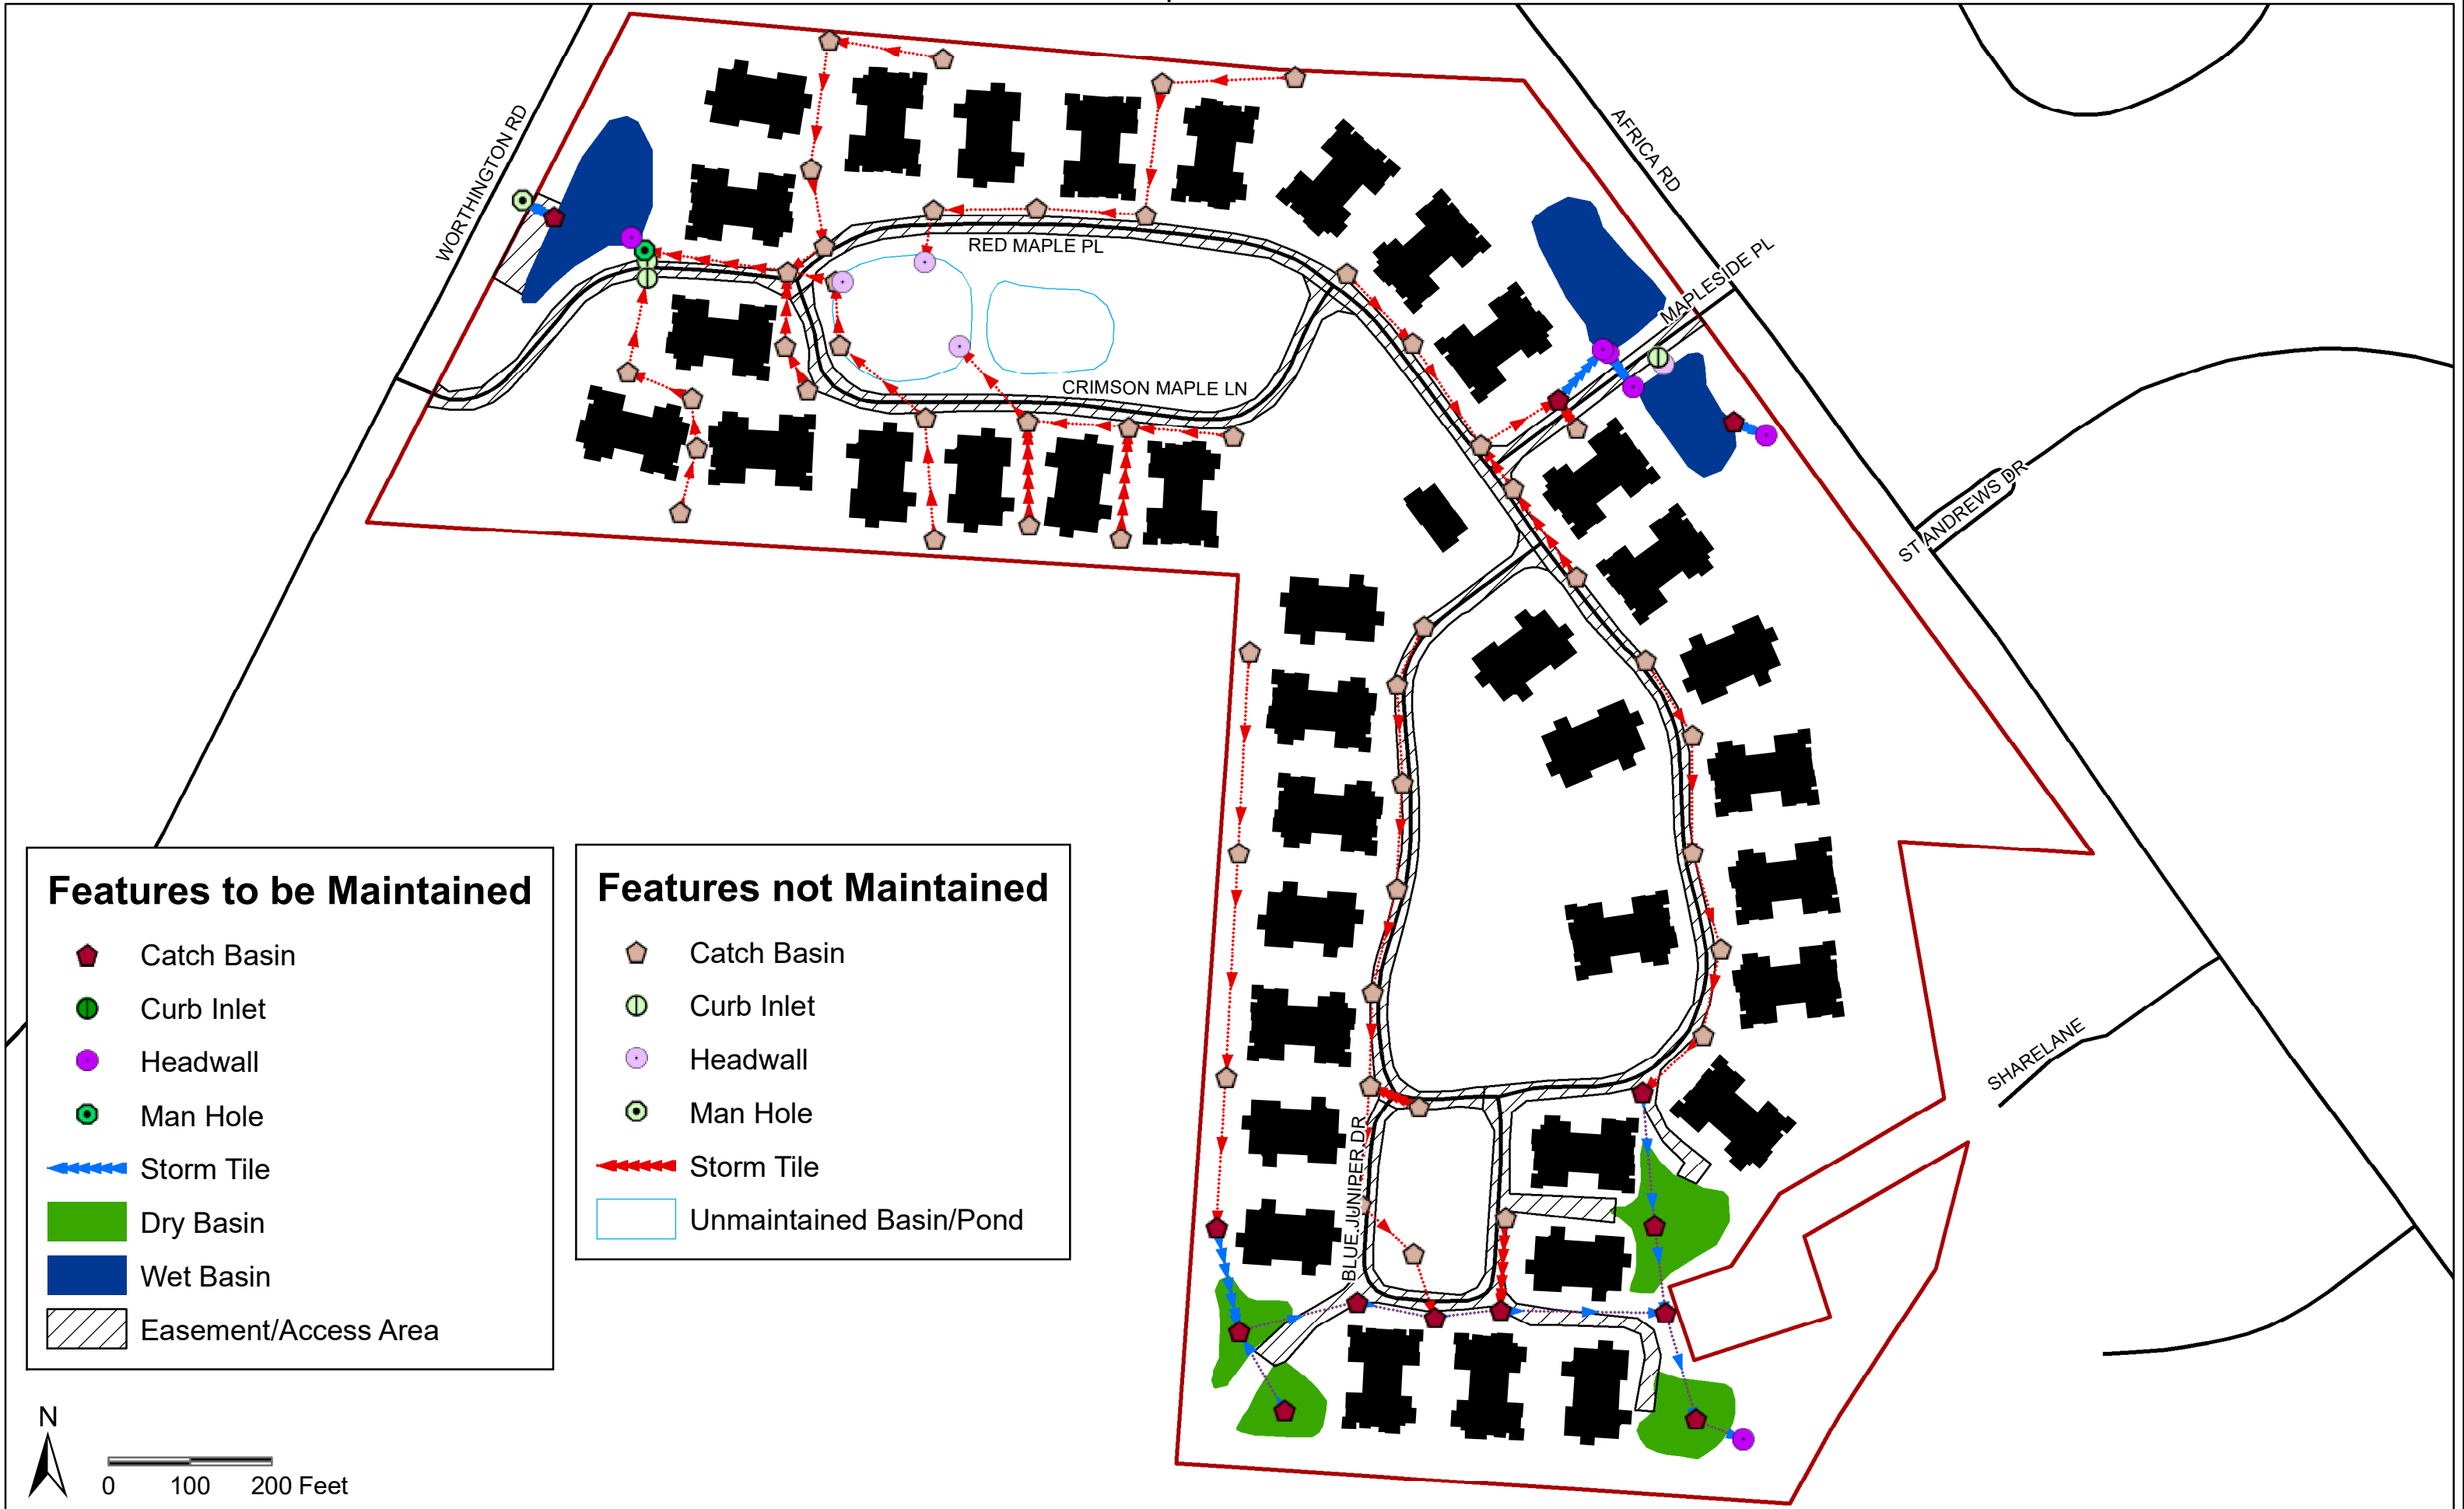 WORTHINGTON RD
AFRICA RD
RED MAPLE PL
MAPLESIDE PL
CRIMSON MAPLE LN
ST ANDREWS DR
SHARELANE
BLUE JUNIPER DR
Features to be Maintained
Catch Basin
Curb Inlet
Headwall
Man Hole
Storm Tile
Dry Basin
Wet Basin
Easement/Access Area
Features not Maintained
Catch Basin
Curb Inlet
Headwall
Man Hole
Storm Tile
Unmaintained Basin/Pond
N
0 100 200 Feet